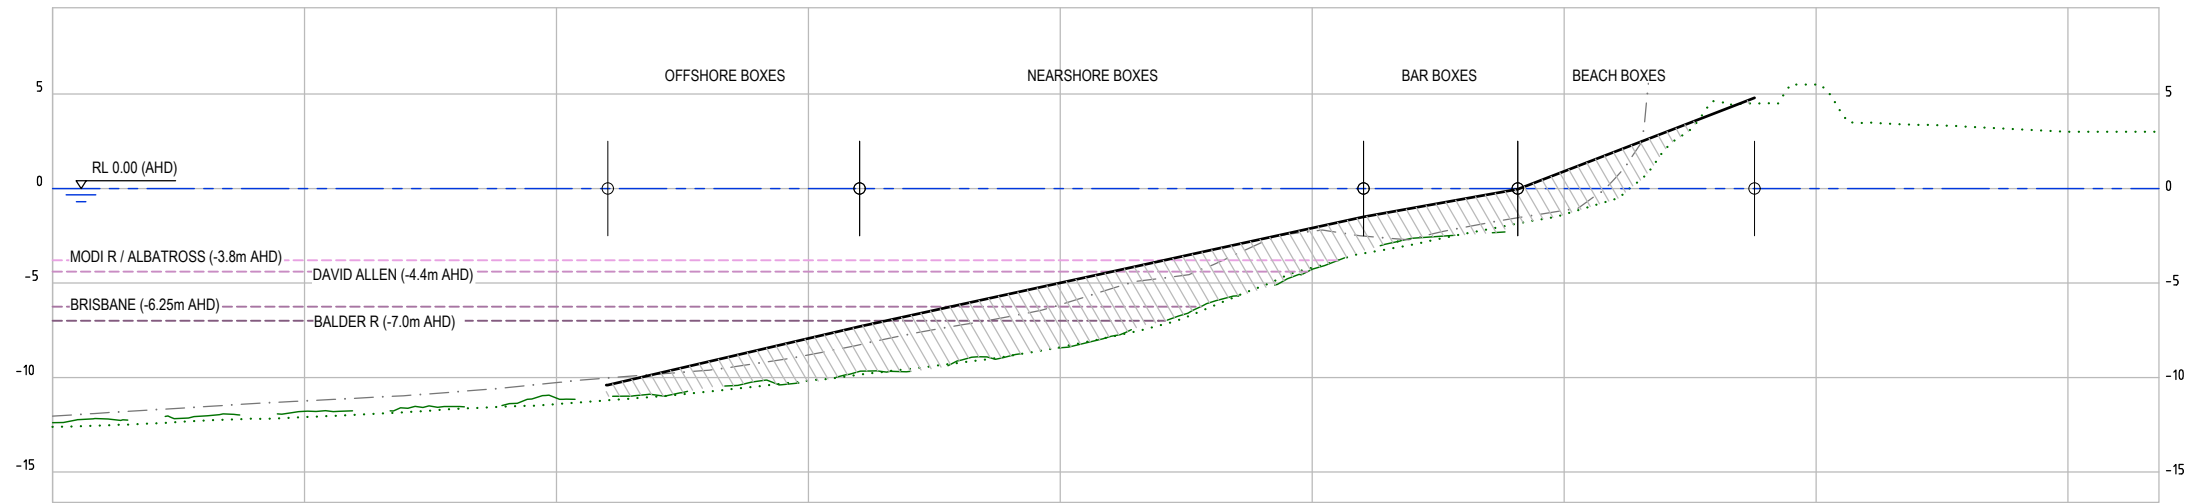 OFFSHORE BOXES NEARSHORE BOXES BAR BOXES BEACH BOXES
5 5
RL 0.00 (AHD)
0 0
MODI R / ALBATROSS (-3.8m AHD)
DAVID ALLEN (-4.4m AHD)
-5 -5
BRISBANE (-6.25m AHD)
BALDER R (-7.0m AHD)
-10 -10
-15 -15